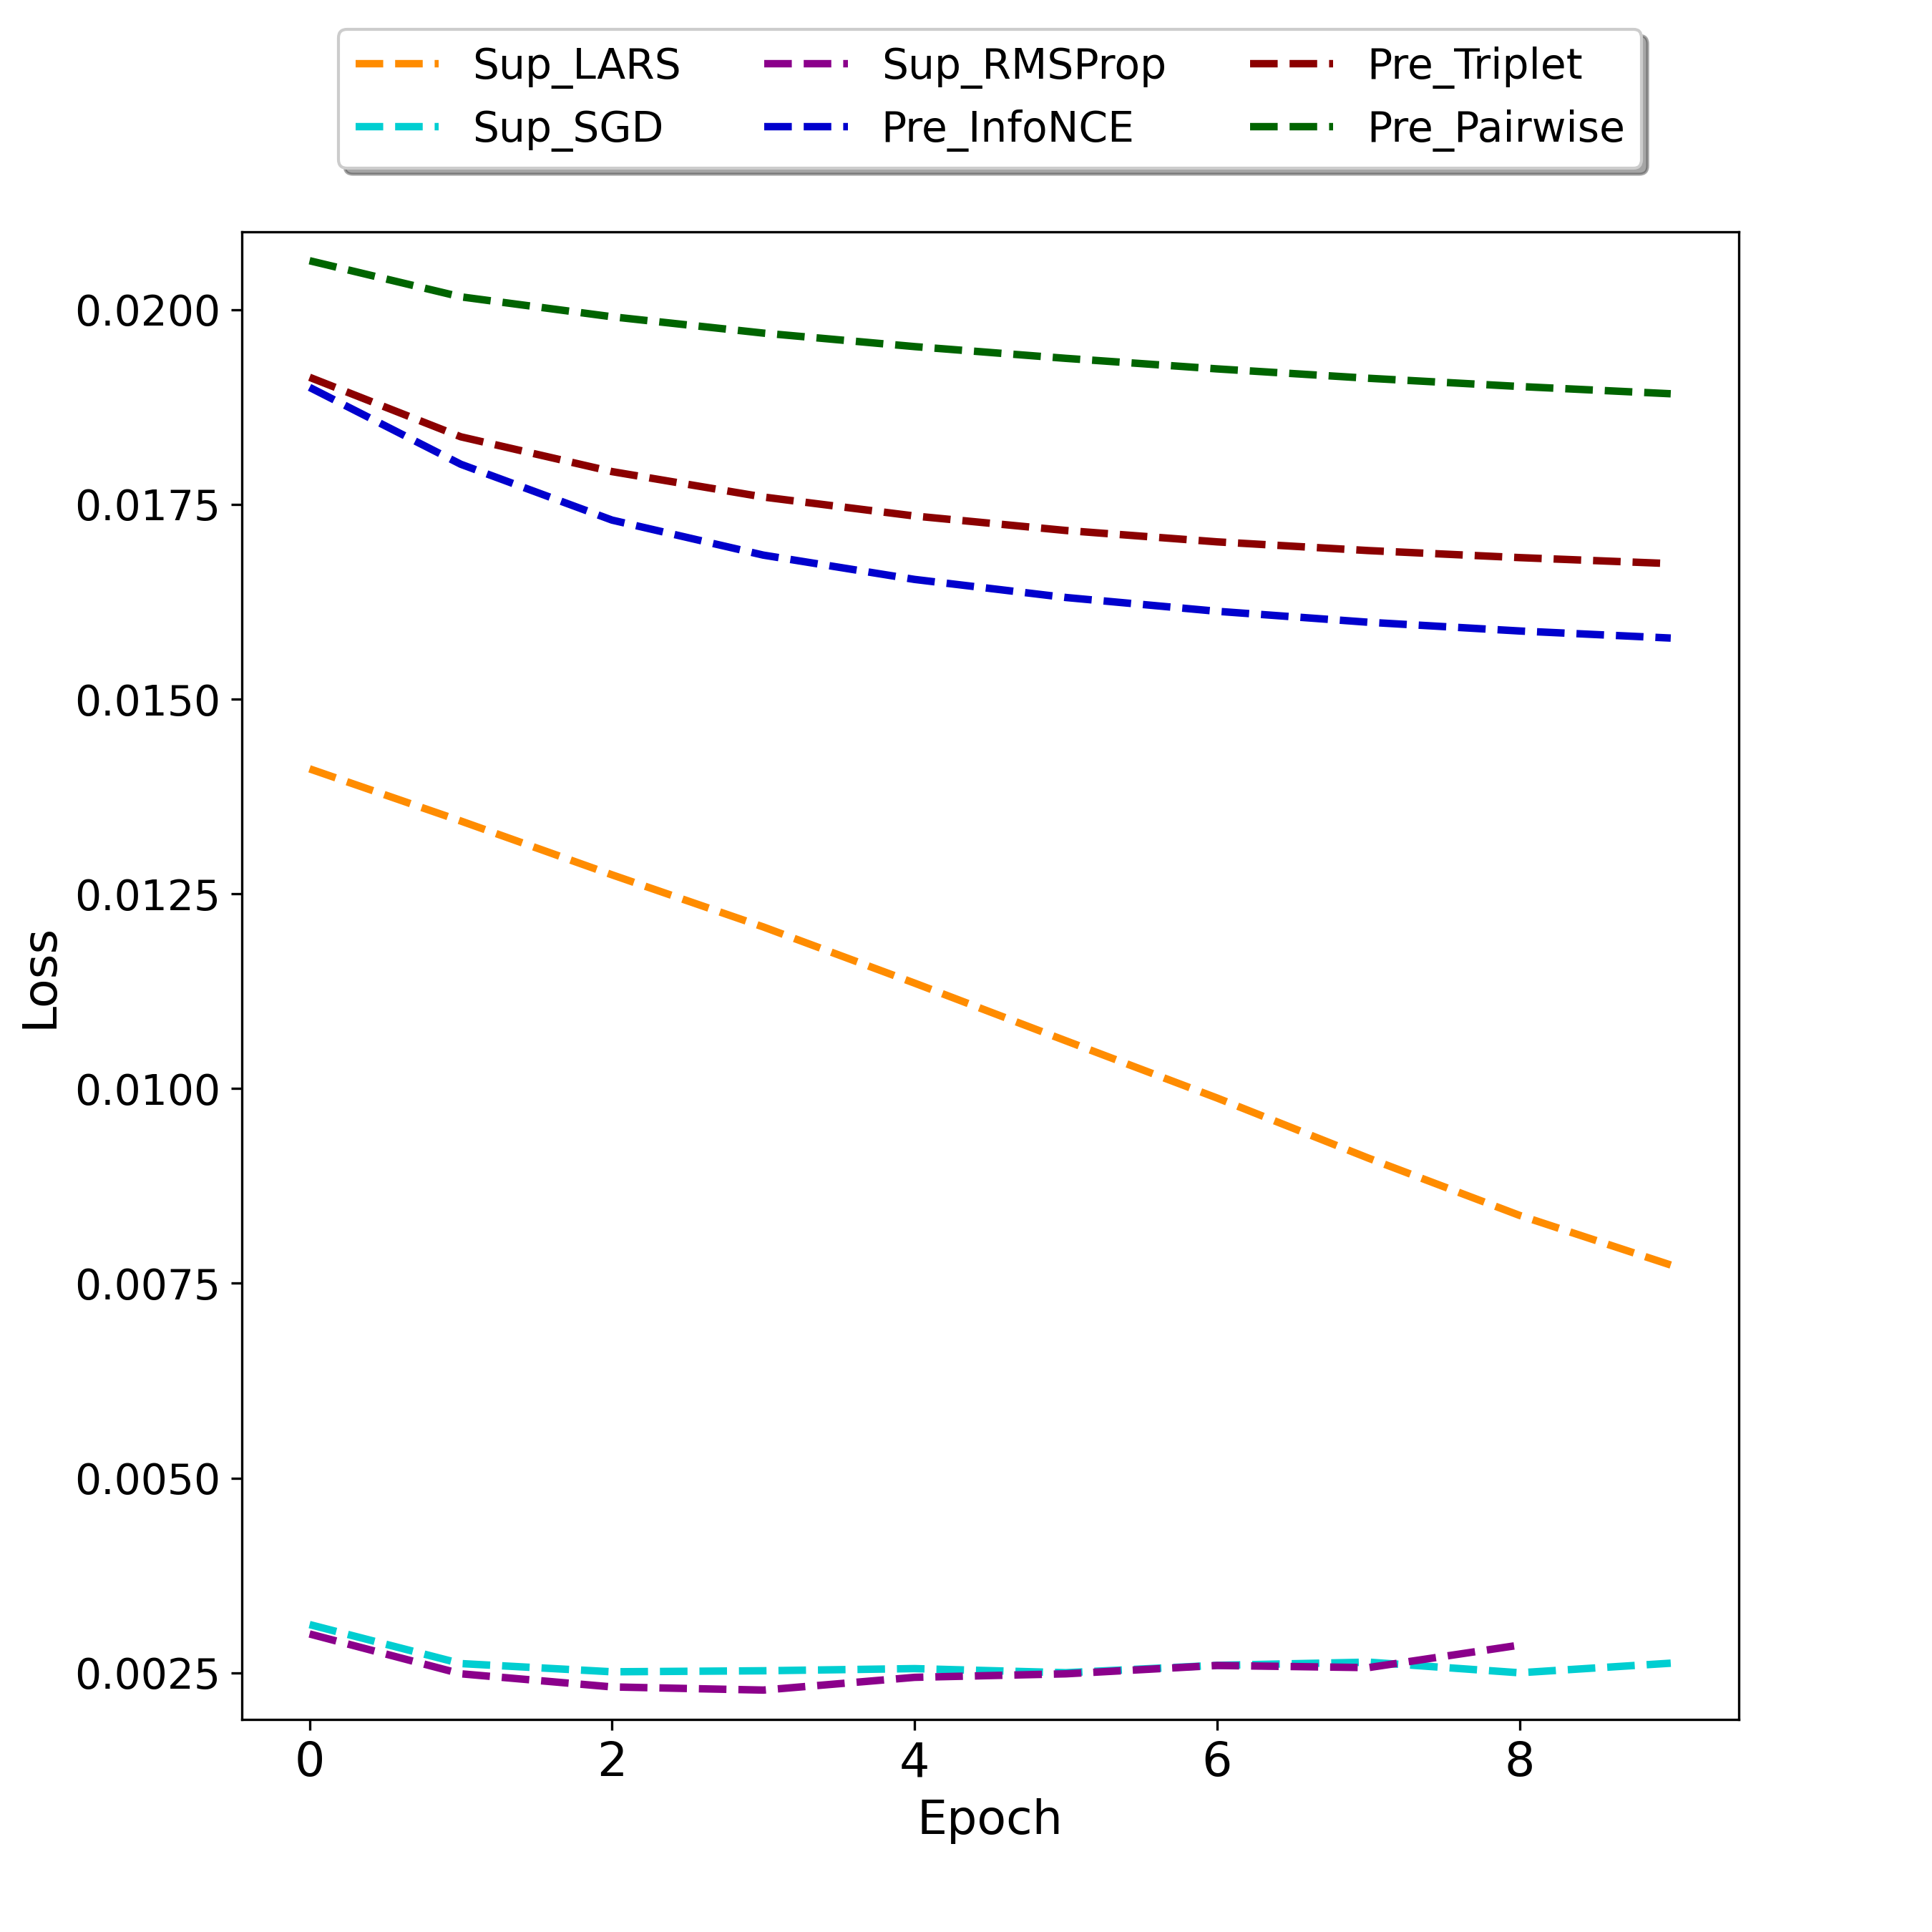 Sup_LARS Sup_RMSProp Pre_Triplet
Sup_SGD Pre_InfoNCE Pre_Pairwise
0.0200
0.0175
0.0150
0.0125
0.0100
0.0075
0.0050
0.0025
Loss
0 2 4 6 8
Epoch